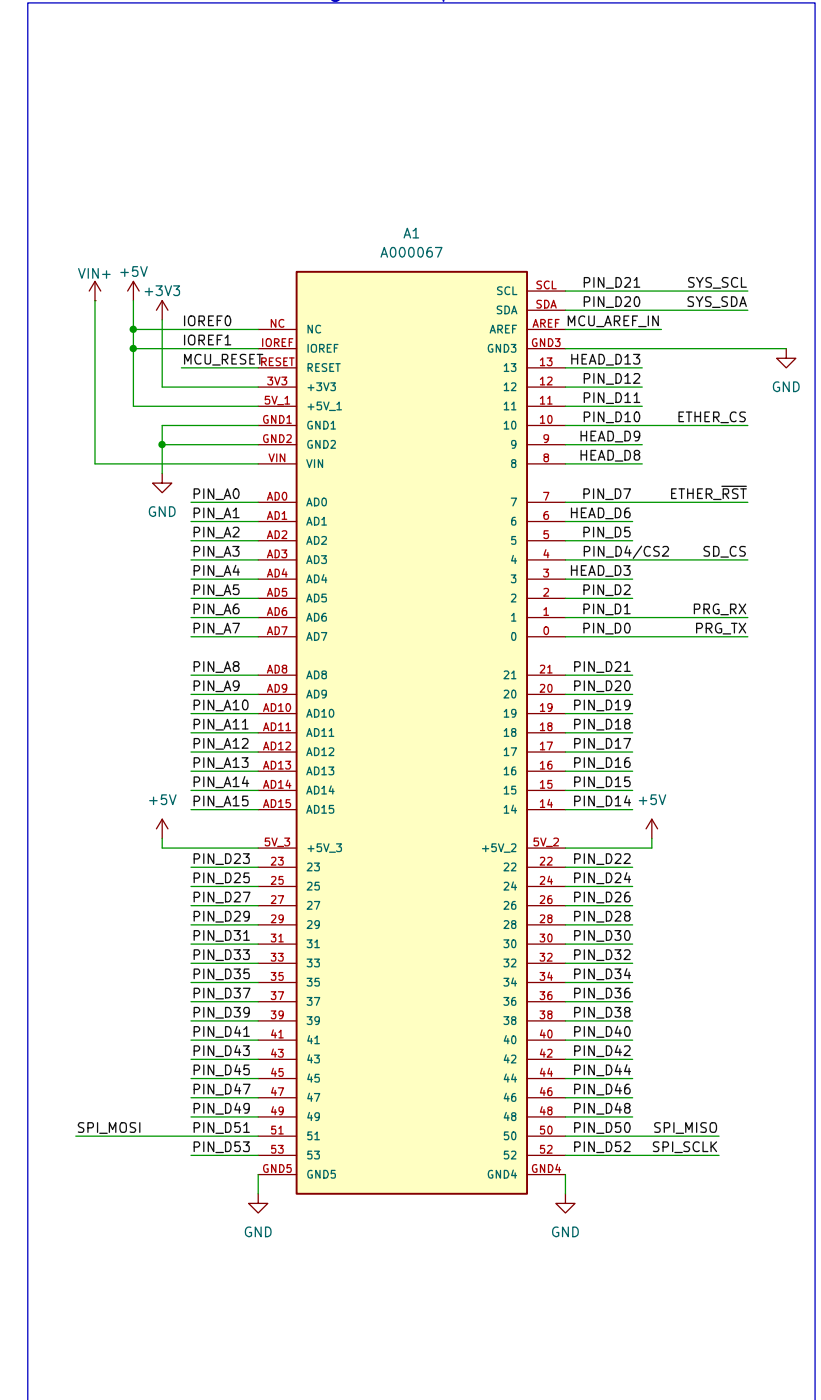 A1
A000067
VIN+ +5V
+3V3
SCL SCL PIN_D21 SYS_SCL
SDA SDA PIN_D20 SYS_SDA
IOREF0 NC NC AREF AREF MCU_AREF_IN
IOREF1 IOREF IOREF GND3 GND3
MCU_RESET RESET RESET 13 13 HEAD_D13
3V3 +3V3 12 12 PIN_D12
GND
5V_1 +5V_1 11 11 PIN_D11
GND1 GND1 10 10 PIN_D10 ETHER_CS
GND2 GND2 9 9 HEAD_D9
VIN VIN 8 8 HEAD_D8
PIN_A0 AD0 AD0 7 7 PIN_D7 ETHER_RST
GND
PIN_A1 AD1 AD1 6 6 HEAD_D6
PIN_A2 AD2 AD2 5 5 PIN_D5
PIN_A3 AD3 AD3 4 4 PIN_D4/CS2 SD_CS
PIN_A4 AD4 AD4 3 3 HEAD_D3
PIN_A5 AD5 AD5 2 2 PIN_D2
PIN_A6 AD6 AD6 1 1 PIN_D1 PRG_RX
PIN_A7 AD7 AD7 0 0 PIN_D0 PRG_TX
PIN_A8 AD8 AD8 21 21 PIN_D21
PIN_A9 AD9 AD9 20 20 PIN_D20
PIN_A10 AD10 AD10 19 19 PIN_D19
PIN_A11 AD11 AD11 18 18 PIN_D18
PIN_A12 AD12 AD12 17 17 PIN_D17
PIN_A13 AD13 AD13 16 16 PIN_D16
PIN_A14 AD14 AD14 15 15 PIN_D15
+5V PIN_A15 AD15 AD15 14 14 PIN_D14 +5V
5V_3 +5V_3 +5V_2 5V_2
PIN_D23 23 23 22 22 PIN_D22
PIN_D25 25 25 24 24 PIN_D24
PIN_D27 27 27 26 26 PIN_D26
PIN_D29 29 29 28 28 PIN_D28
PIN_D31 31 31 30 30 PIN_D30
PIN_D33 33 33 32 32 PIN_D32
PIN_D35 35 35 34 34 PIN_D34
PIN_D37 37 37 36 36 PIN_D36
PIN_D39 39 39 38 38 PIN_D38
PIN_D41 41 41 40 40 PIN_D40
PIN_D43 43 43 42 42 PIN_D42
PIN_D45 45 45 44 44 PIN_D44
PIN_D47 47 47 46 46 PIN_D46
PIN_D49 49 49 48 48 PIN_D48
SPI_MOSI PIN_D51 51 51 50 50 PIN_D50 SPI_MISO
PIN_D53 53 53 52 52 PIN_D52 SPI_SCLK
GND5 GND5 GND4 GND4
GND GND